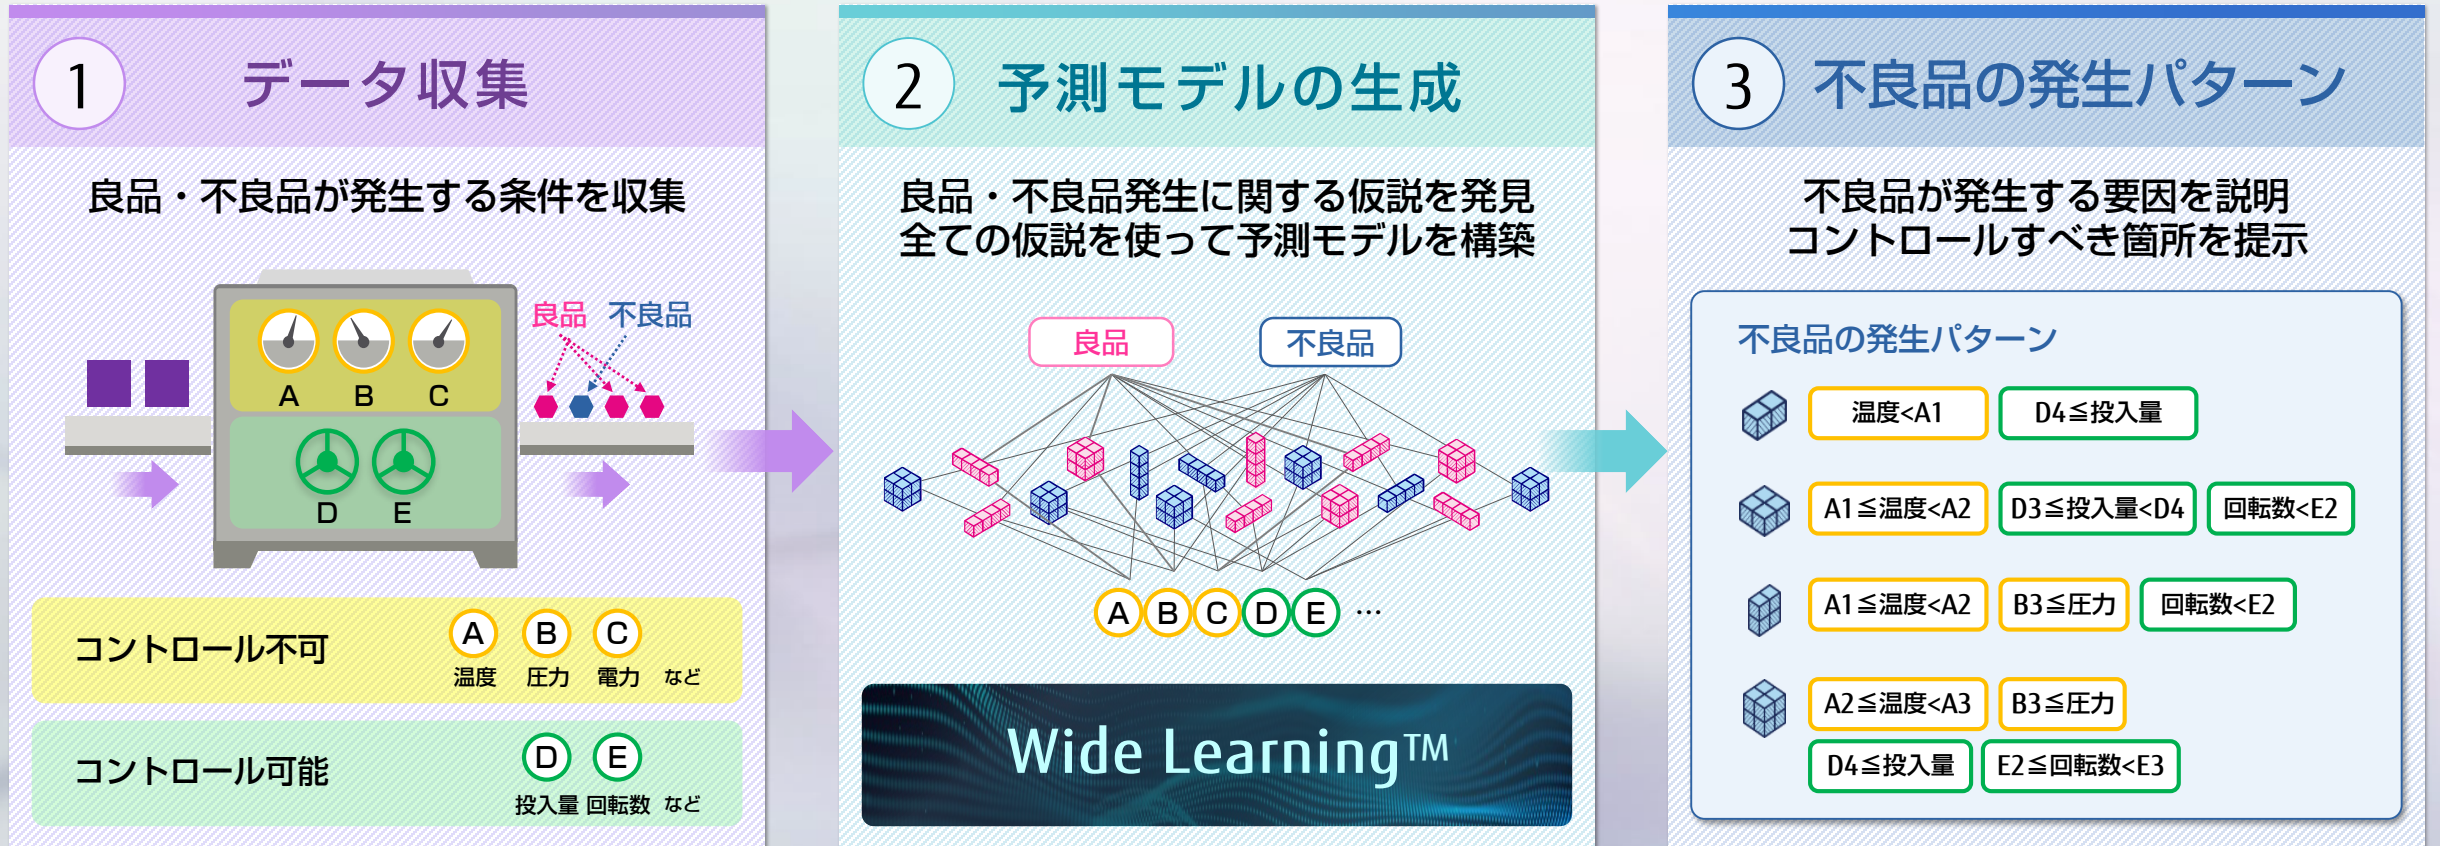 1
データ収集
良品・不良品が発生する条件を収集
良品 不良品
A B C
D E
コントロール不可
A B C
温度 圧力 電力 など
コントロール可能
D E
投入量 回転数 など
2
予測モデルの生成
良品・不良品発生に関する仮説を発見
全ての仮説を使って予測モデルを構築
良品 不良品
A B C D E …
Wide Learning™
3
不良品の発生パターン
不良品が発生する要因を説明
コントロールすべき箇所を提示
不良品の発生パターン
温度<A1 D4≦投入量
A1≦温度<A2 D3≦投入量<D4 回転数<E2
A1≦温度<A2 B3≦圧力 回転数<E2
A2≦温度<A3 B3≦圧力
D4≦投入量 E2≦回転数<E3